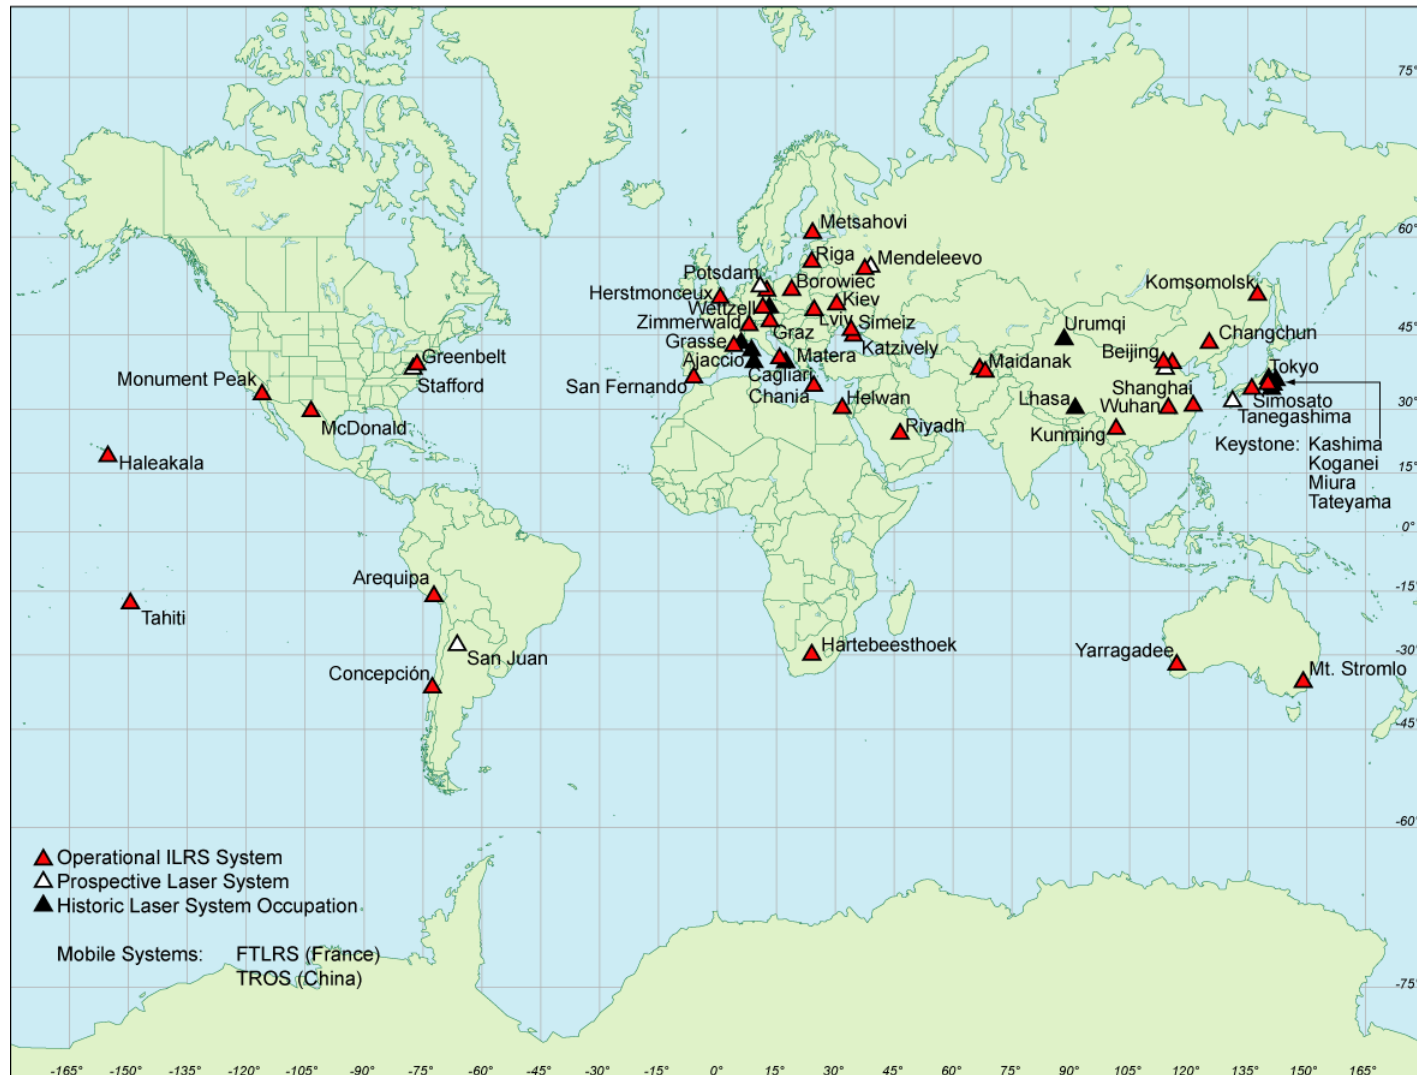 75°
Metsahovi
60°
Riga
Mendeleevo
Potsdam
Borowiec
Komsomolsk
Herstmonceux
Kiev
Wettzell
Lviv
Simeiz
Urumqi
Zimmerwald
Graz
45°
Changchun
Grasse
Katzively
Beijing
Greenbelt
Ajaccio
Matera
Maidanak
Tokyo
Monument Peak
Stafford
San Fernando
Cagliari
Shanghai
Chania
Lhasa
Simosato
Helwan
Wuhan
30°
McDonald
Riyadh
Kunming
Tanegashima
Keystone: Kashima
Haleakala
Koganei
15°
Miura
Tateyama
0°
Arequipa
-15°
Tahiti
Hartebeesthoek
Yarragadee
-30°
San Juan
Concepción
Mt. Stromlo
-45°
-60°
Operational ILRS System
Prospective Laser System
Historic Laser System Occupation
Mobile Systems: FTLRS (France)
TROS (China)
-75°
-165° -150° -135° -120° -105° -90° -75° -60° -45° -30° -15° 0° 15° 30° 45° 60° 75° 90° 105° 120° 135° 150° 165°